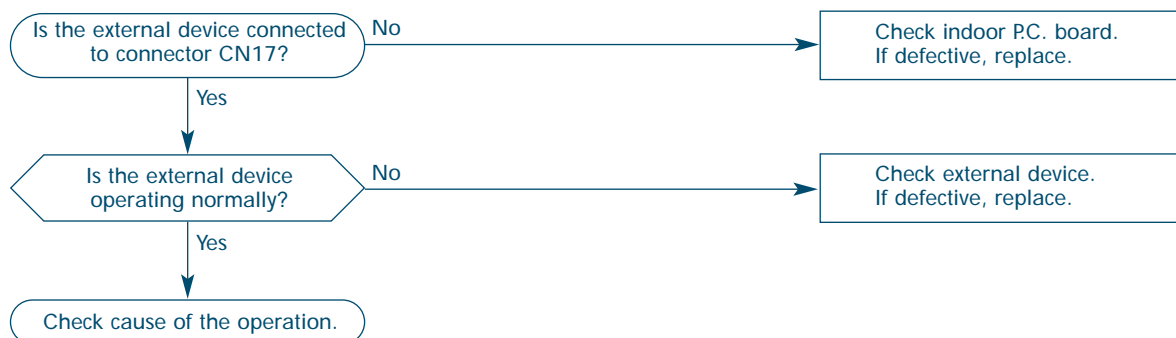 Is the external device connected
to connector CN17?
No
Check indoor P.C. board.
If defective, replace.
Yes
Is the external device
operating normally?
No
Check external device.
If defective, replace.
Yes
Check cause of the operation.